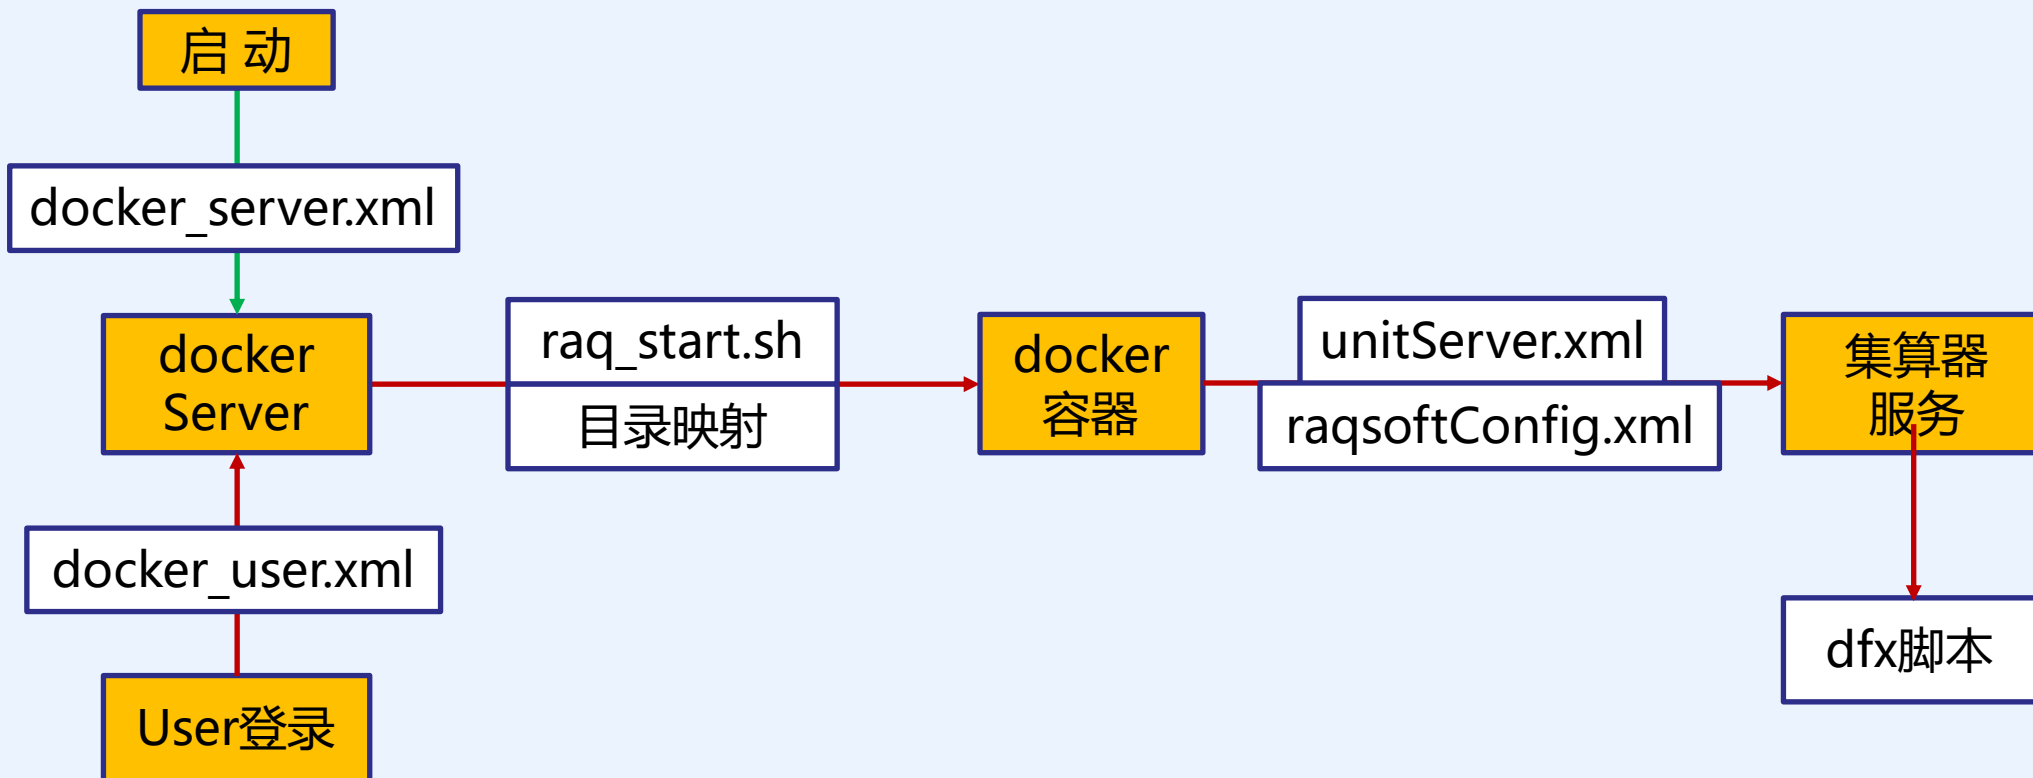 启 动
docker_server.xml
docker
Server
raq_start.sh
目录映射
docker
容器
unitServer.xml
raqsoftConfig.xml
集算器
服务
docker_user.xml
User登录
dfx脚本